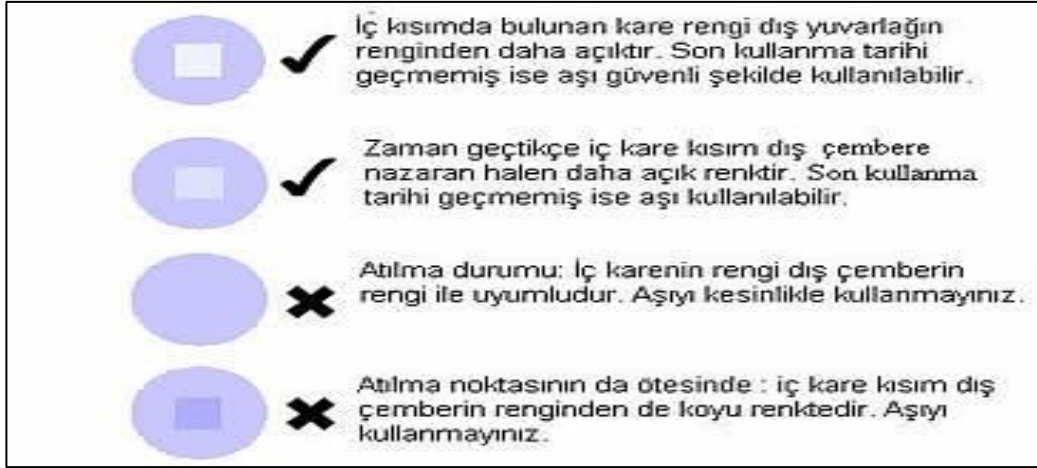 İç kısımda bulunan kare rengi dış yuvarlağın
renginden daha açıktır. Son kullanma tarihi
geçmemiş ise aşı güvenli şekilde kullanılabilir.
Zaman geçtikçe iç kare kısım dış çembere
nazaran halen daha açık renktir. Son kullanma
tarihi geçmemiş ise aşı kullanılabilir.
Atılma durumu: İç karenin rengi dış çemberin
rengi ile uyumludur. Aşıyı kesinlikle kullanmayınız.
Atılma noktasının da ötesinde : iç kare kısım dış
çemberin renginden de koyu renktedir. Aşıyı
kullanmayınız.